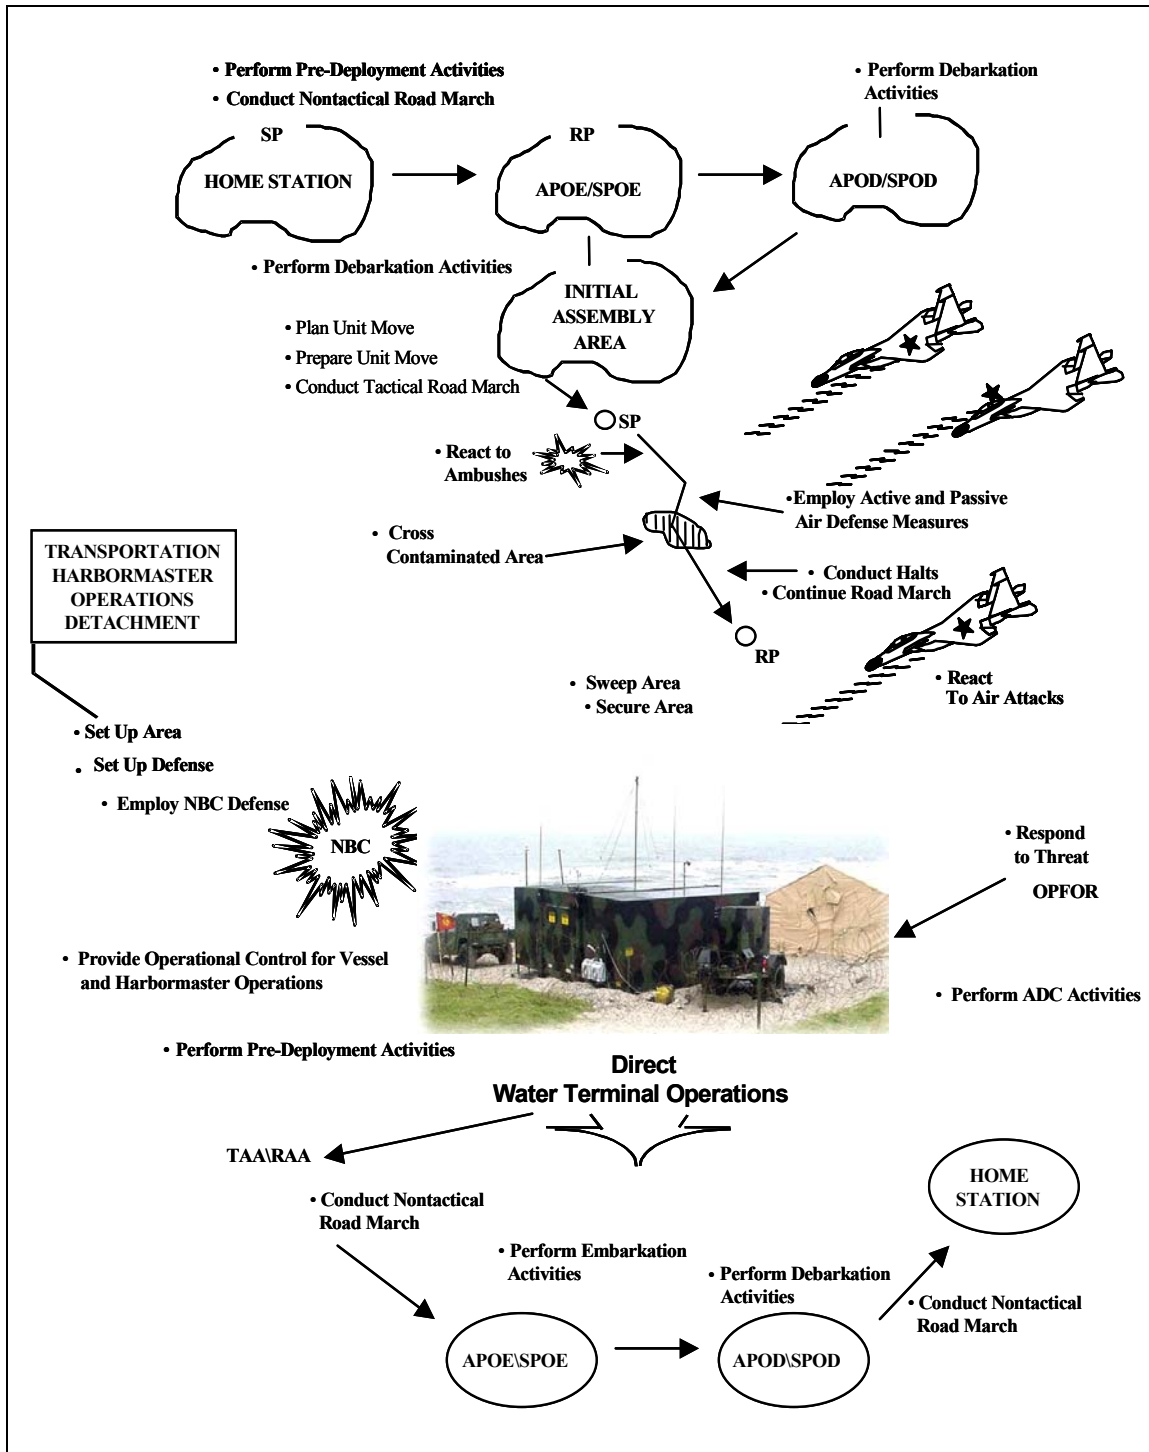 • Perform Pre-Deployment Activities
• Conduct Nontactical Road March
• Perform Debarkation
Activities
SP
HOME STATION
RP
APOE/SPOE
APOD/SPOD
• Perform Debarkation Activities
INITIAL
ASSEMBLY
AREA
• Plan Unit Move
• Prepare Unit Move
• Conduct Tactical Road March
SP
• React to
Ambushes
• Employ Active and Passive
Air Defense Measures
• Cross
Contaminated Area
• Conduct Halts
• Continue Road March
TRANSPORTATION
HARBORMASTER
OPERATIONS
DETACHMENT
RP
• Sweep Area
• Secure Area
• React
To Air Attacks
• Set Up Area
• Set Up Defense
• Employ NBC Defense
NBC
• Respond
to Threat
OPFOR
• Provide Operational Control for Vessel
and Harbormaster Operations
• Perform ADC Activities
• Perform Pre-Deployment Activities
Direct
Water Terminal Operations
TAA\RAA
• Conduct Nontactical
Road March
HOME
STATION
• Perform Embarkation
Activities
• Perform Debarkation
Activities
• Conduct Nontactical
Road March
APOE\SPOE
APOD\SPOD